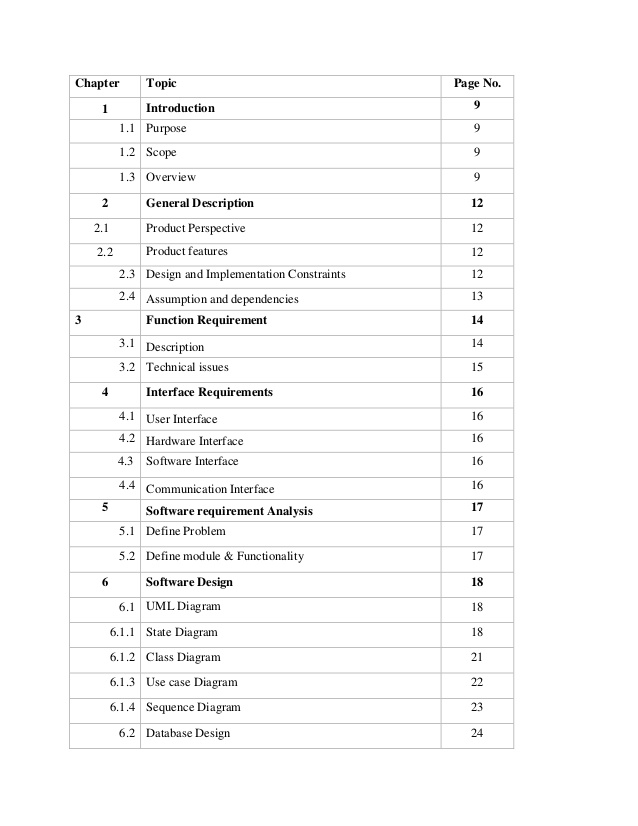 Chapter Topic Page No.
1 Introduction 9
1.1 Purpose 9
1.2 Scope 9
1.3 Overview 9
2 General Description 12
2.1 Product Perspective 12
2.2 Product features 12
2.3 Design and Implementation Constraints 12
2.4 Assumption and dependencies 13
3 Function Requirement 14
3.1 Description 14
3.2 Technical issues 15
4 Interface Requirements 16
4.1 User Interface 16
4.2 Hardware Interface 16
4.3 Software Interface 16
4.4 Communication Interface 16
5 Software requirement Analysis 17
5.1 Define Problem 17
5.2 Define module & Functionality 17
6 Software Design 18
6.1 UML Diagram 18
6.1.1 State Diagram 18
6.1.2 Class Diagram 21
6.1.3 Use case Diagram 22
6.1.4 Sequence Diagram 23
6.2 Database Design 24